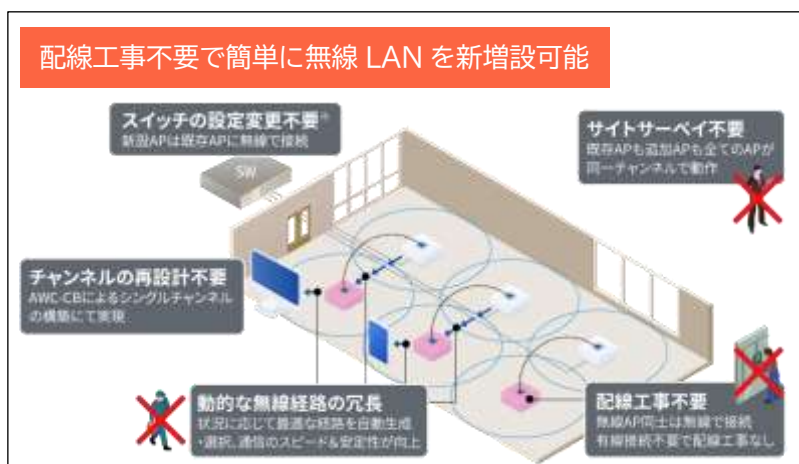 配線工事不要で簡単に無線 LAN を新増設可能
スイッチの設定変更不要※
新設APは既存APに無線で接続
SW
サイトサーベイ不要
既存APも追加APも全てのAPが
同一チャンネルで動作
チャンネルの再設計不要
AWC-CBによるシングルチャンネル
の構築にて実現
動的な無線経路の冗長
状況に応じて最適な経路を自動生成
・選択、通信のスピード&安定性が向上
配線工事不要
無線AP同士は無線で接続
有線接続不要で配線工事なし